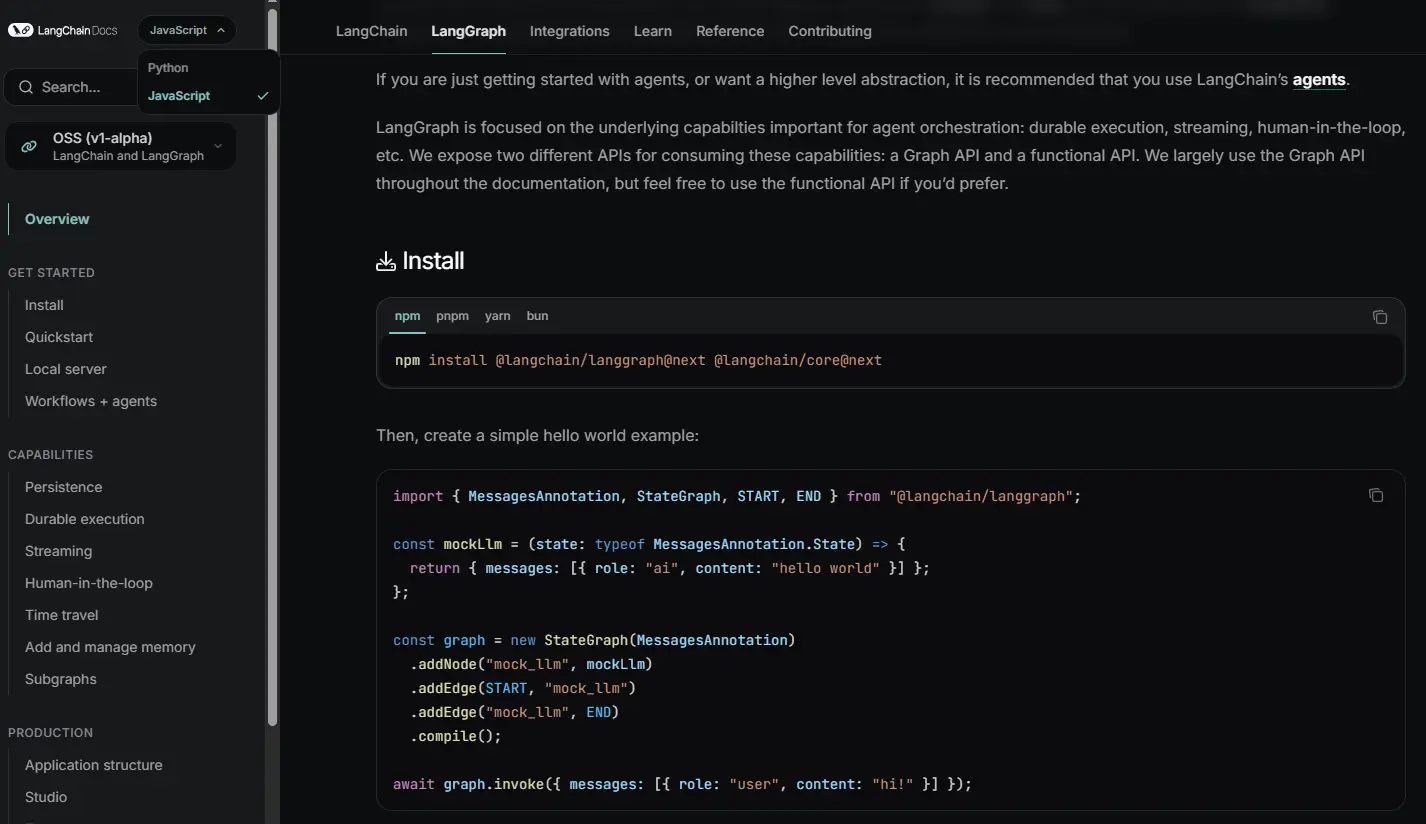 LangChain Docs
JavaScript
Python
JavaScript
Search...
OSS (v1-alpha)
LangChain and LangGraph
Overview
GET STARTED
Install
Quickstart
Local server
Workflows + agents
CAPABILITIES
Persistence
Durable execution
Streaming
Human-in-the-loop
Time travel
Add and manage memory
Subgraphs
PRODUCTION
Application structure
Studio
LangChain LangGraph Integrations Learn Reference Contributing
If you are just getting started with agents, or want a higher level abstraction, it is recommended that you use LangChain’s agents.
LangGraph is focused on the underlying capabilties important for agent orchestration: durable execution, streaming, human-in-the-loop,
etc. We expose two different APIs for consuming these capabilities: a Graph API and a functional API. We largely use the Graph API
throughout the documentation, but feel free to use the functional API if you’d prefer.
Install
npm pnpm yarn bun
npm install @langchain/langgraph@next @langchain/core@next
Then, create a simple hello world example:
import { MessagesAnnotation, StateGraph, START, END } from "@langchain/langgraph";
const mockLlm = (state: typeof MessagesAnnotation.State) => {
  return { messages: [{ role: "ai", content: "hello world" }] };
};
const graph = new StateGraph(MessagesAnnotation)
  .addNode("mock_llm", mockLlm)
  .addEdge(START, "mock_llm")
  .addEdge("mock_llm", END)
  .compile();
await graph.invoke({ messages: [{ role: "user", content: "hi!" }] });